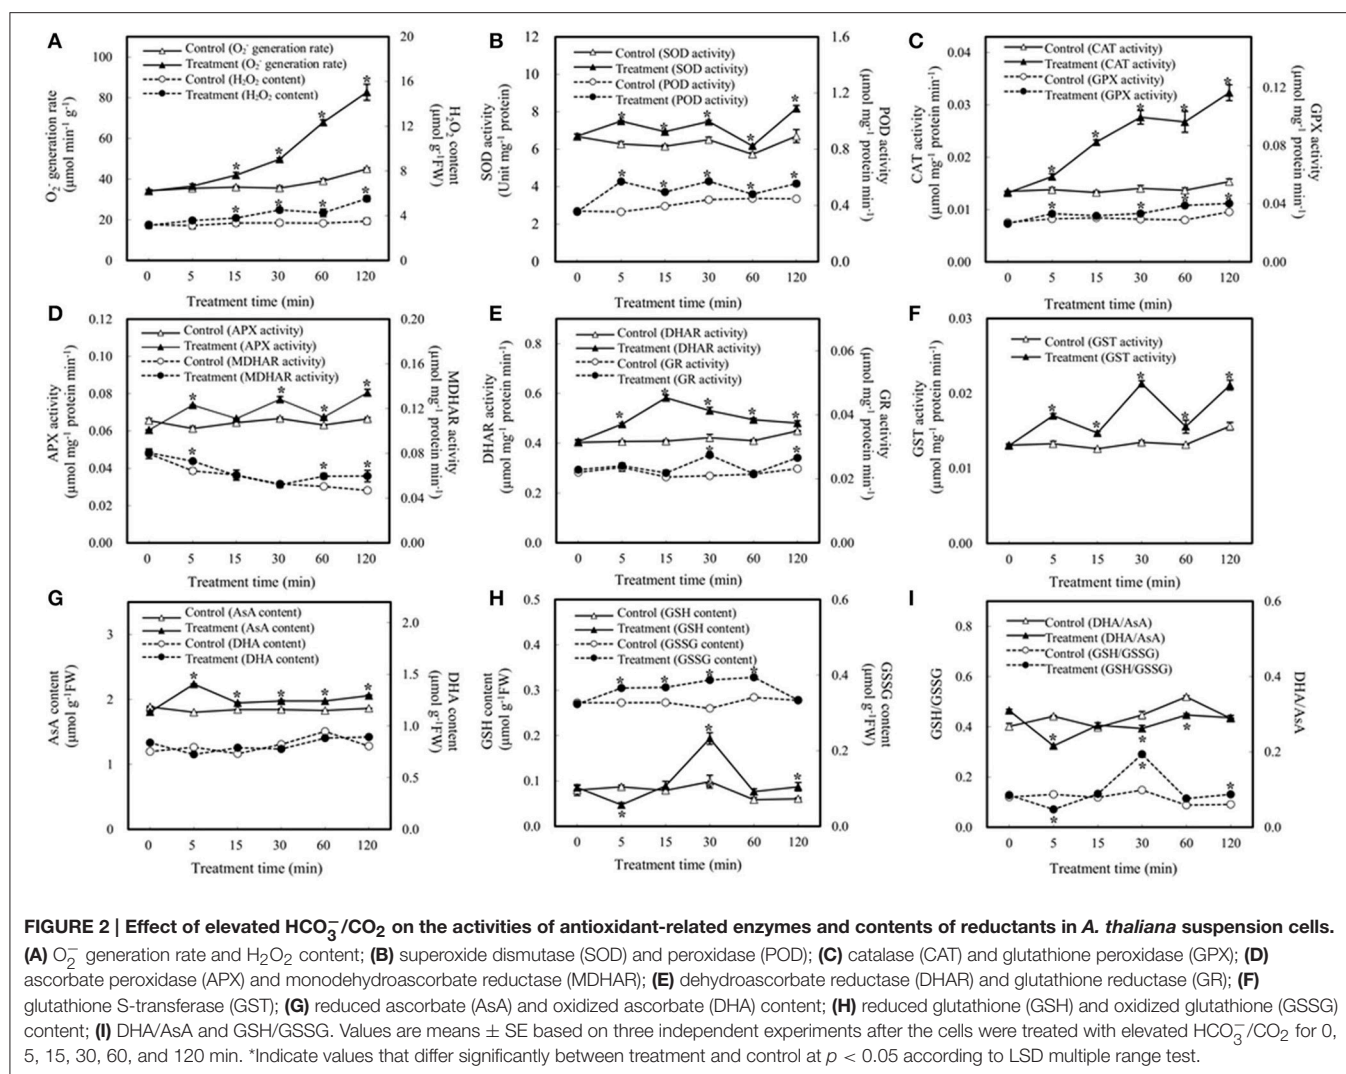 A
Control (O2- generation rate)
Treatment (O2- generation rate)
Control (H2O2 content)
Treatment (H2O2 content)
O2- generation rate
(µmol min-1 g-1)
100
80
60
40
20
0
20
16
12
8
4
0
H2O2 content
(µmol g-1FW)
0 5 15 30 60 120
Treatment time (min)
B
Control (SOD activity)
Treatment (SOD activity)
Control (POD activity)
Treatment (POD activity)
SOD activity
(Unit mg-1 protein)
12
10
8
6
4
2
0
1.6
1.2
0.8
0.4
0.0
POD activity
(µmol mg-1 protein min-1)
0 5 15 30 60 120
Treatment time (min)
C
Control (CAT activity)
Treatment (CAT activity)
Control (GPX activity)
Treatment (GPX activity)
CAT activity
(µmol mg-1 protein min-1)
0.04
0.03
0.02
0.01
0.00
0.12
0.08
0.04
0.00
GPX activity
(µmol mg-1 protein min-1)
0 5 15 30 60 120
Treatment time (min)
D
Control (APX activity)
Treatment (APX activity)
Control (MDHAR activity)
Treatment (MDHAR activity)
APX activity
(µmol mg-1 protein min-1)
0.12
0.10
0.08
0.06
0.04
0.02
0.00
0.20
0.16
0.12
0.08
0.04
0.00
MDHAR activity
(µmol mg-1 protein min-1)
0 5 15 30 60 120
Treatment time (min)
E
Control (DHAR activity)
Treatment (DHAR activity)
Control (GR activity)
Treatment (GR activity)
DHAR activity
(µmol mg-1 protein min-1)
0.8
0.6
0.4
0.2
0.0
0.06
0.04
0.02
0.00
GR activity
(µmol mg-1 protein min-1)
0 5 15 30 60 120
Treatment time (min)
F
Control (GST activity)
Treatment (GST activity)
GST activity
(µmol mg-1 protein min-1)
0.03
0.02
0.01
0.00
0 5 15 30 60 120
Treatment time (min)
G
Control (AsA content)
Treatment (AsA content)
Control (DHA content)
Treatment (DHA content)
AsA content
(µmol g-1FW)
3
2
1
0
2.0
1.5
1.0
0.5
0.0
DHA content
(µmol g-1FW)
0 5 15 30 60 120
Treatment time (min)
H
Control (GSH content)
Treatment (GSH content)
Control (GSSG content)
Treatment (GSSG content)
GSH content
(µmol g-1FW)
0.5
0.4
0.3
0.2
0.1
0.0
0.6
0.4
0.2
0.0
GSSG content
(µmol g-1FW)
0 5 15 30 60 120
Treatment time (min)
I
Control (DHA/AsA)
Treatment (DHA/AsA)
Control (GSH/GSSG)
Treatment (GSH/GSSG)
GSH/GSSG
0.8
0.6
0.4
0.2
0.0
0.6
0.4
0.2
0.0
DHA/AsA
0 5 15 30 60 120
Treatment time (min)
FIGURE 2 | Effect of elevated HCO3−/CO2 on the activities of antioxidant-related enzymes and contents of reductants in A. thaliana suspension cells.
(A) O2− generation rate and H2O2 content; (B) superoxide dismutase (SOD) and peroxidase (POD); (C) catalase (CAT) and glutathione peroxidase (GPX); (D)
ascorbate peroxidase (APX) and monodehydroascorbate reductase (MDHAR); (E) dehydroascorbate reductase (DHAR) and glutathione reductase (GR); (F)
glutathione S-transferase (GST); (G) reduced ascorbate (AsA) and oxidized ascorbate (DHA) content; (H) reduced glutathione (GSH) and oxidized glutathione (GSSG)
content; (I) DHA/AsA and GSH/GSSG. Values are means ± SE based on three independent experiments after the cells were treated with elevated HCO3−/CO2 for 0,
5, 15, 30, 60, and 120 min. *Indicate values that differ significantly between treatment and control at p < 0.05 according to LSD multiple range test.